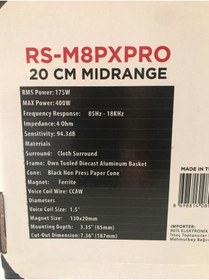 RS-M8PXPRO
20 CM MIDRANGE
RMS Power: 175W
MAX Power: 400W
Frequency Response: 85Hz - 18KHz
Impedance: 4 Ohm
Sensitivity: 94.3dB
Materials
Surround: Cloth Surround
Frame: Own Tooled Diecast Aluminum Basket
Cone: Black Non Press Paper Cone
Magnet: Ferrite
Voice Coil Wire: CCAW
Diameters
Voice Coil Size: 1.5"
Magnet Size: 130x20mm
Mounting Depth: 3.35" (85mm)
Cut-Out Dimension: 7.36" (187mm)
MADE IN
IMPORTER: